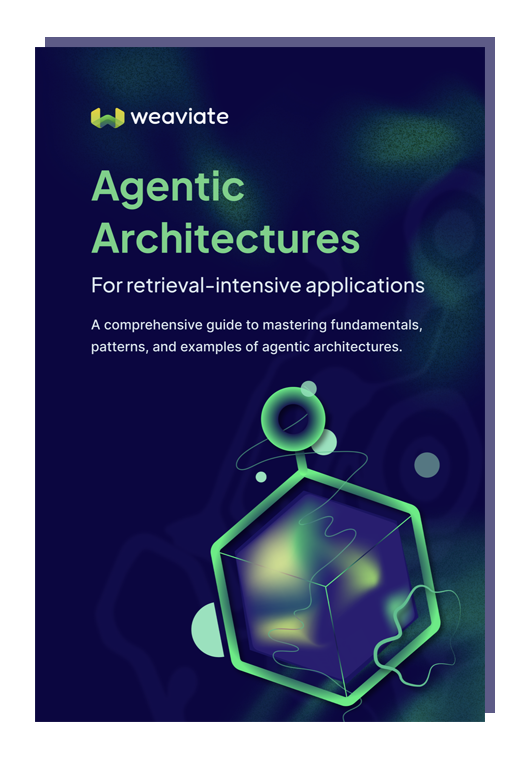 weaviate
Agentic
Architectures
For retrieval-intensive applications
A comprehensive guide to mastering fundamentals,
patterns, and examples of agentic architectures.